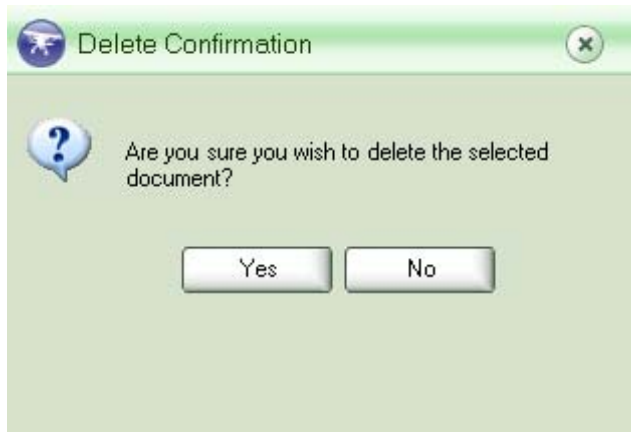 Delete Confirmation
Are you sure you wish to delete the selected
document?
Yes No